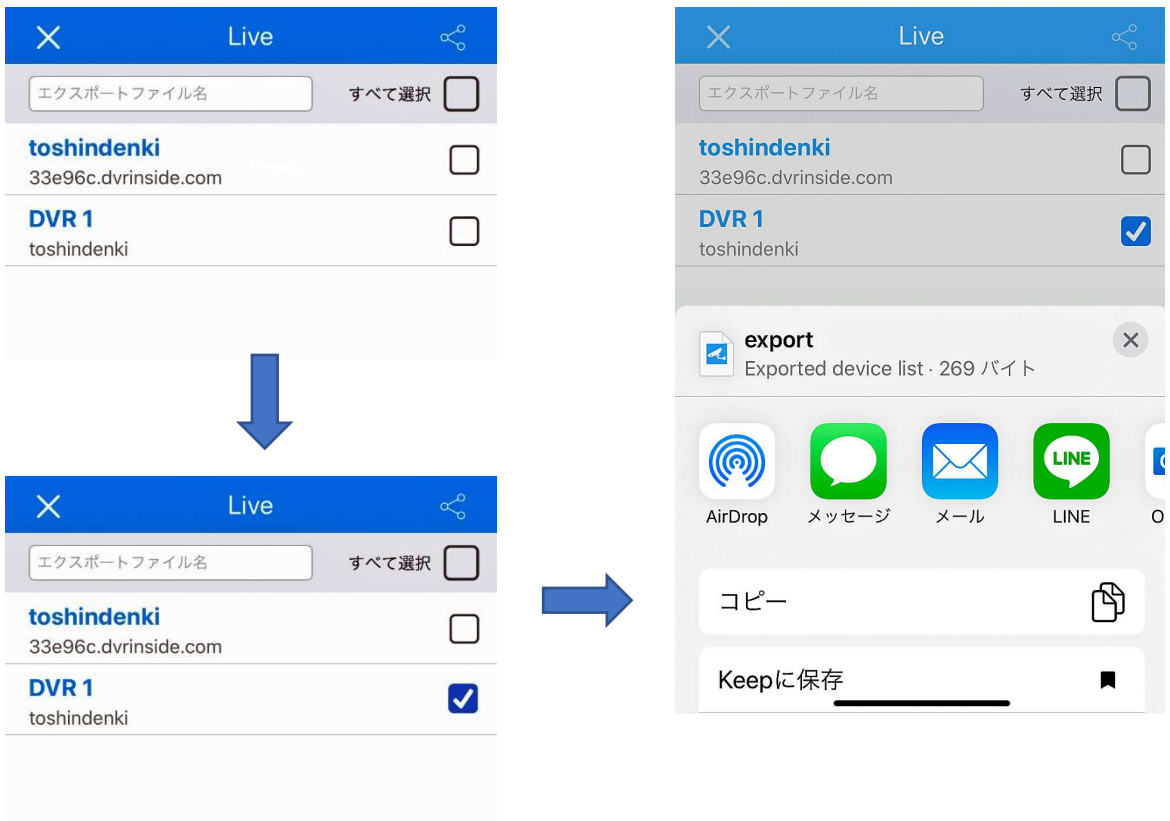 Live
エクスポートファイル名 すべて選択
toshindenki
33e96c.dvrinside.com
DVR 1
toshindenki
Live
エクスポートファイル名 すべて選択
toshindenki
33e96c.dvrinside.com
DVR 1
toshindenki
Live
エクスポートファイル名 すべて選択
toshindenki
33e96c.dvrinside.com
DVR 1
toshindenki
export
Exported device list · 269 バイト
LINE
AirDrop メッセージ メール LINE
コピー
Keepに保存